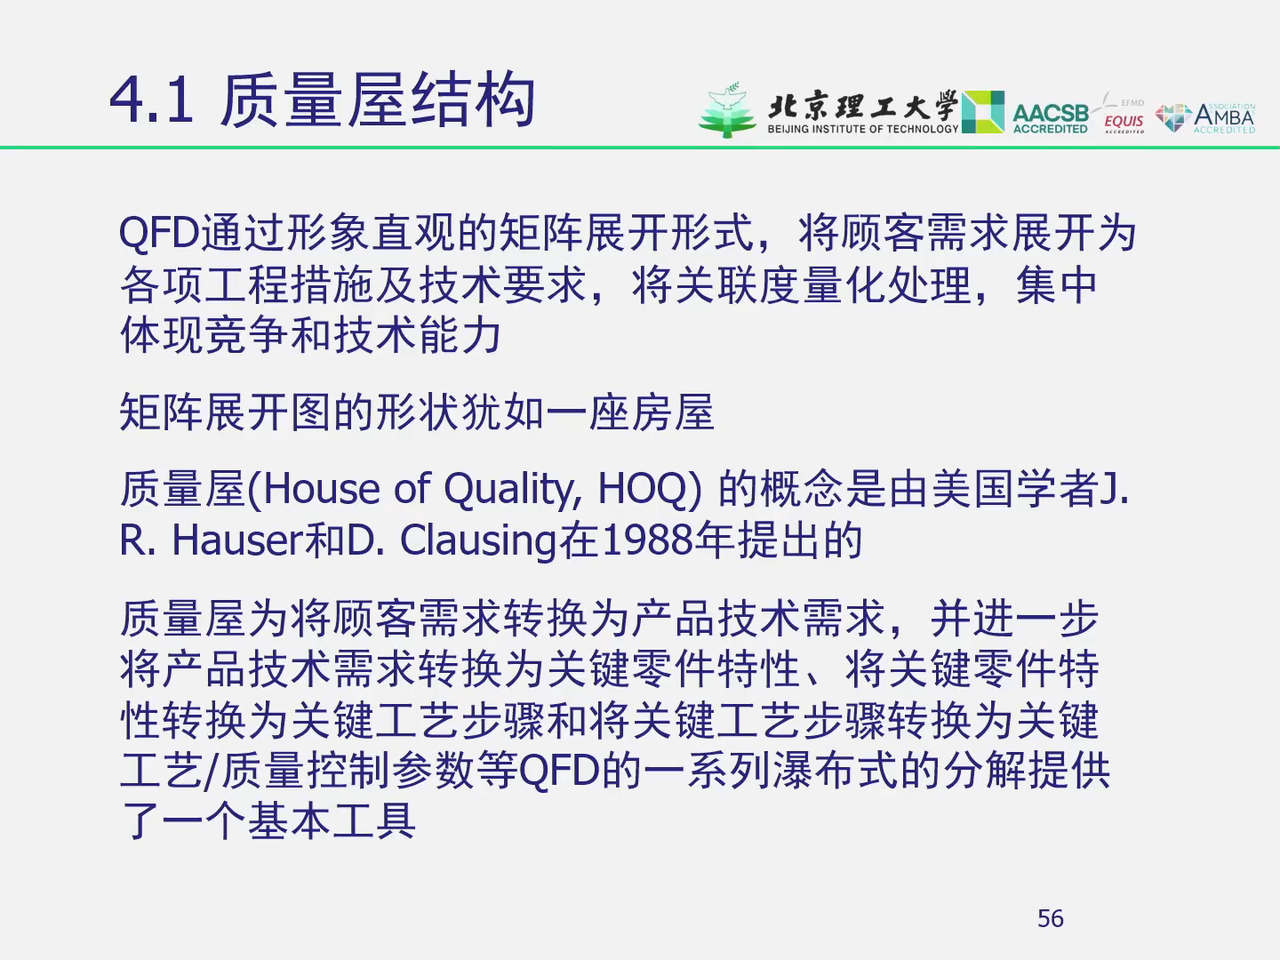 4.1 质量屋结构
北京理工大学
BEIJING INSTITUTE OF TECHNOLOGY
AACSB
ACCREDITED
EFMD
EQUIS
ACCREDITED
ASSOCIATION
AMBA
ACCREDITED
QFD通过形象直观的矩阵展开形式，将顾客需求展开为
各项工程措施及技术要求，将关联度量化处理，集中
体现竞争和技术能力
矩阵展开图的形状犹如一座房屋
质量屋(House of Quality, HOQ) 的概念是由美国学者J.
R. Hauser和D. Clausing在1988年提出的
质量屋为将顾客需求转换为产品技术需求，并进一步
将产品技术需求转换为关键零件特性、将关键零件特
性转换为关键工艺步骤和将关键工艺步骤转换为关键
工艺/质量控制参数等QFD的一系列瀑布式的分解提供
了一个基本工具
56